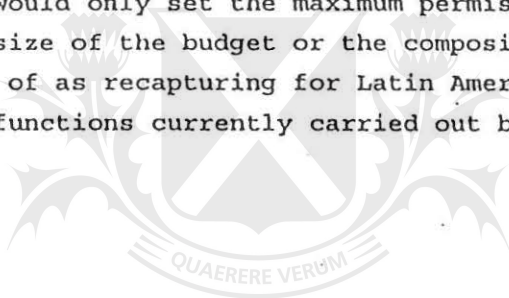 would only set the maximum permis
size of the budget or the composi
of as recapturing for Latin Amer
functions currently carried out b
QUAERERE VERUM